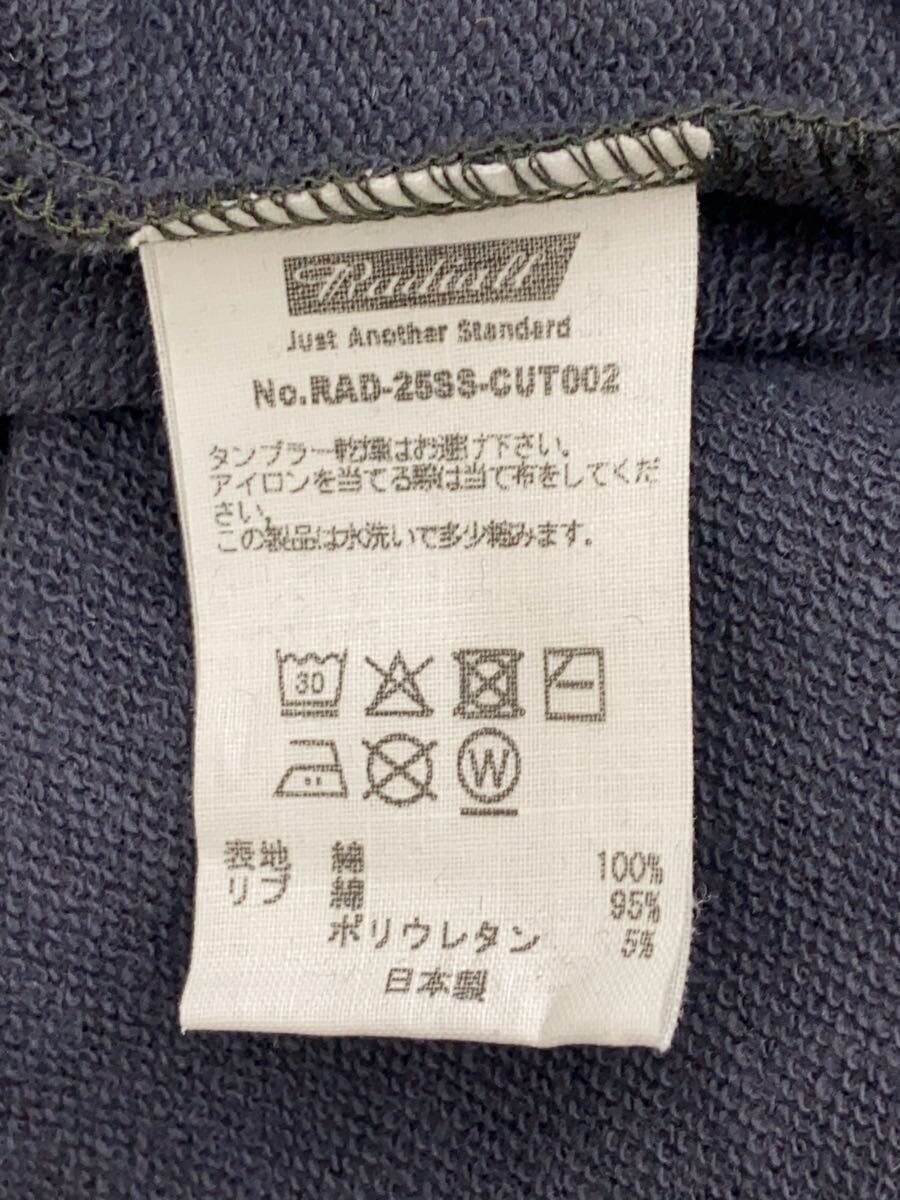 Radiall
Just Another Standard
No.RAD-25SS-CUT002
タンブラー乾燥はお避け下さい。
アイロンを当てる際は当て布をしてくだ
さい。
この製品は水洗いで多少縮みます。
30
W
表地 綿 100%
リブ 綿 95%
ポリウレタン 5%
日本製